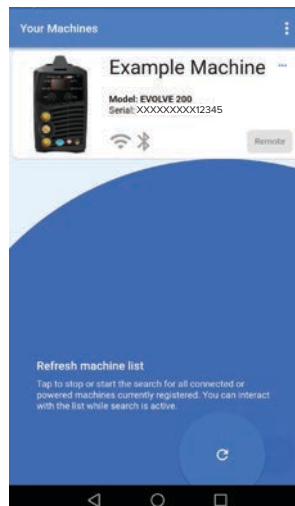 Your Machines
Example Machine
Model: EVOLVE 200
Serial: XXXXXXXXX12345
Remote
Refresh machine list
Tap to stop or start the search for all connected or
powered machines currently registered. You can interact
with the list while search is active.